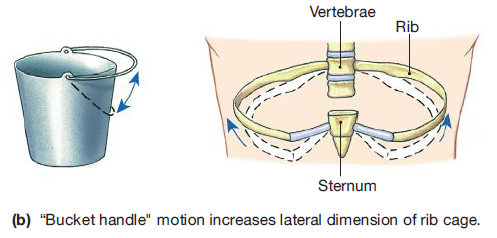 Vertebrae
Rib
Sternum
(b) “Bucket handle" motion increases lateral dimension of rib cage.